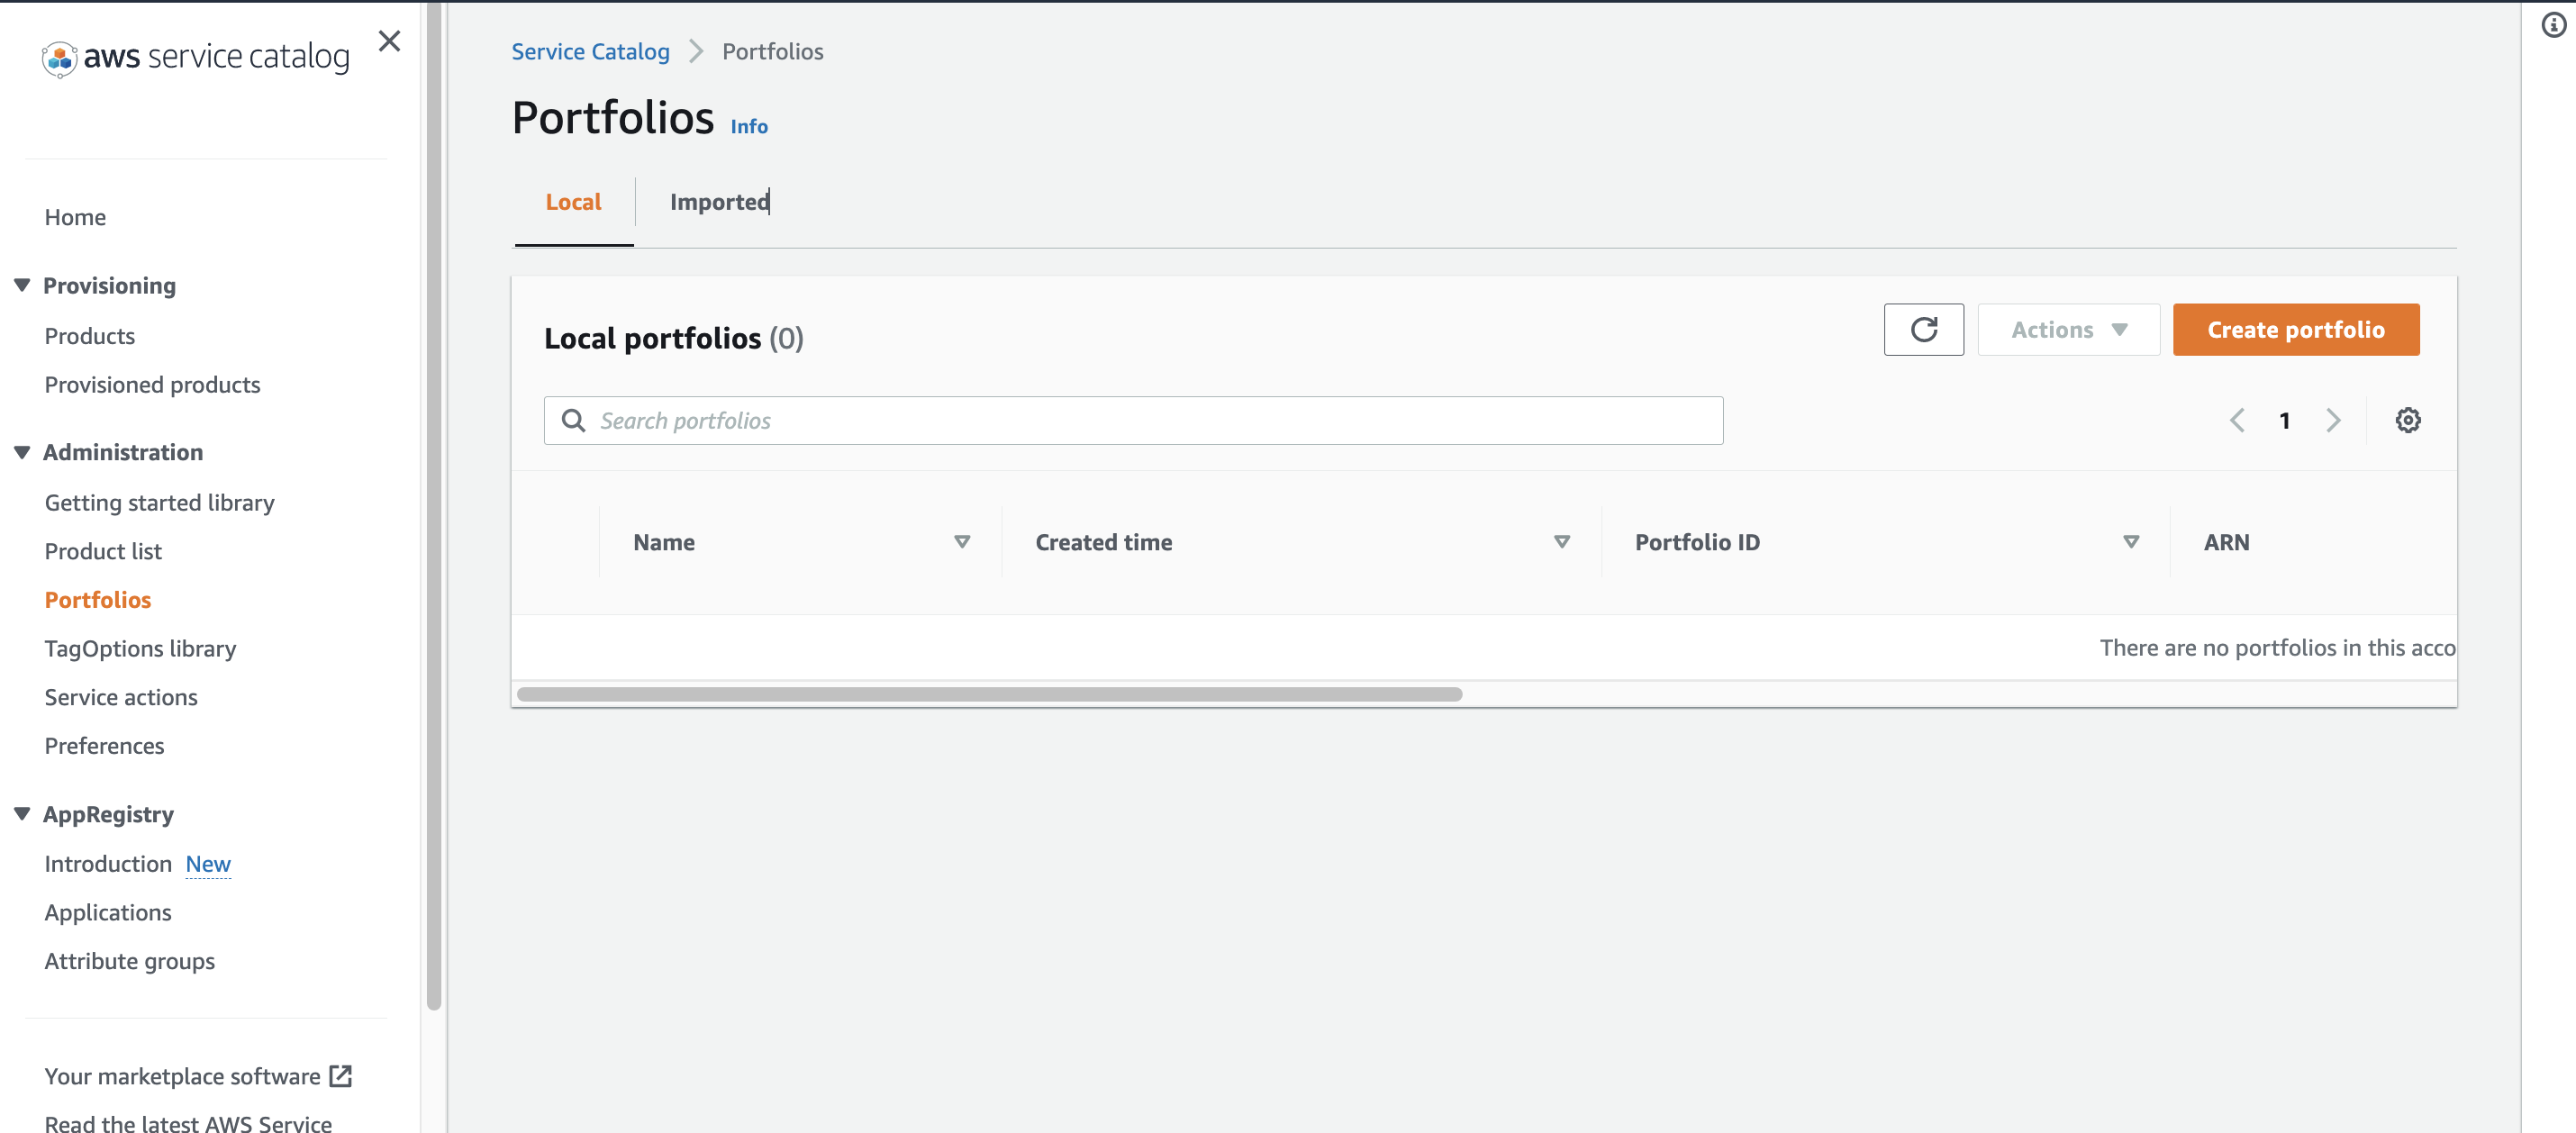 aws service catalog
Home
Provisioning
Products
Provisioned products
Administration
Getting started library
Product list
Portfolios
TagOptions library
Service actions
Preferences
AppRegistry
Introduction New
Applications
Attribute groups
Your marketplace software
Read the latest AWS Service
Service Catalog > Portfolios
Portfolios Info
Local Imported
Local portfolios (0)
Actions
Create portfolio
Search portfolios
1
Name Created time Portfolio ID ARN
There are no portfolios in this acco